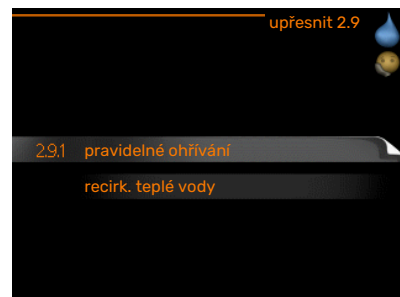 upřesnit 2.9
2.9.1 pravidelné ohřívání
recirk. teplé vody